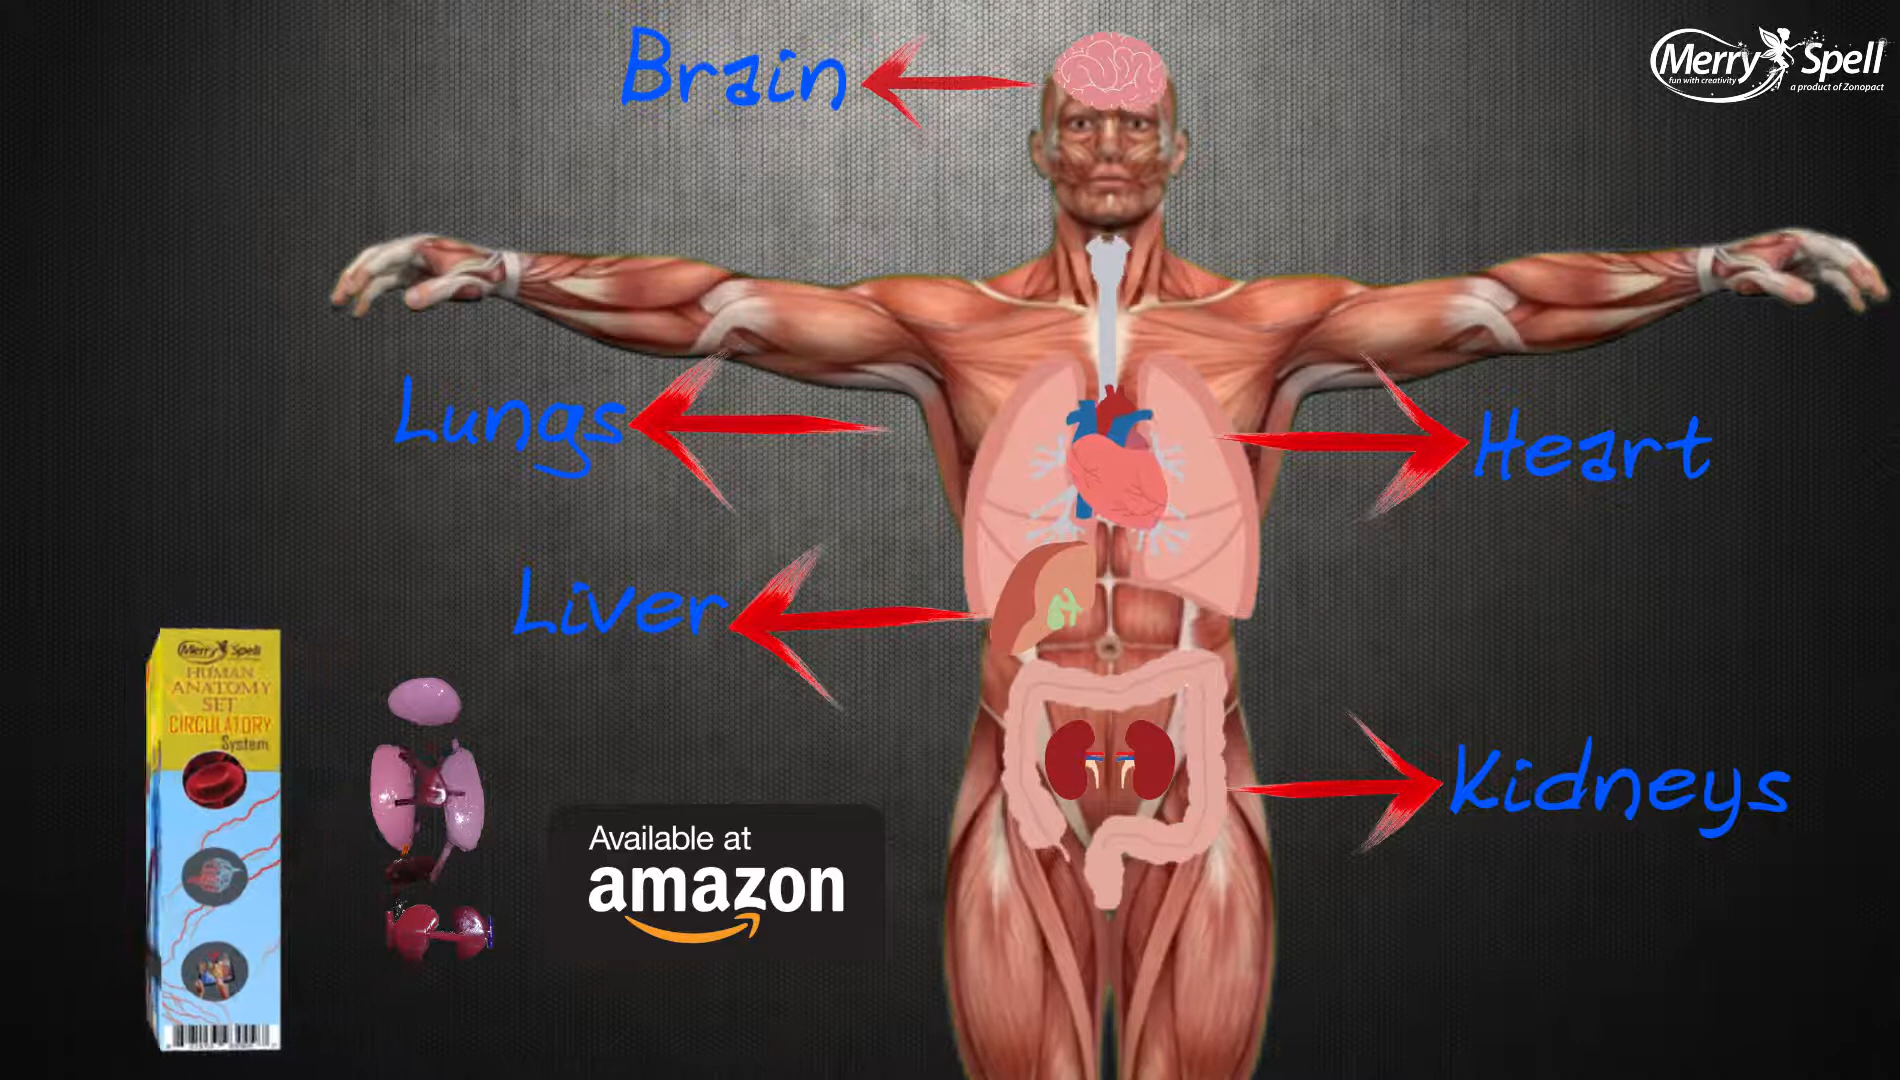 Brain
Merry Spell
fun with creativity
a product of Zonopact
Lungs
Heart
Liver
Kidneys
Merry Spell
HUMAN
ANATOMY
SET
CIRCULATORY
System
Available at
amazon